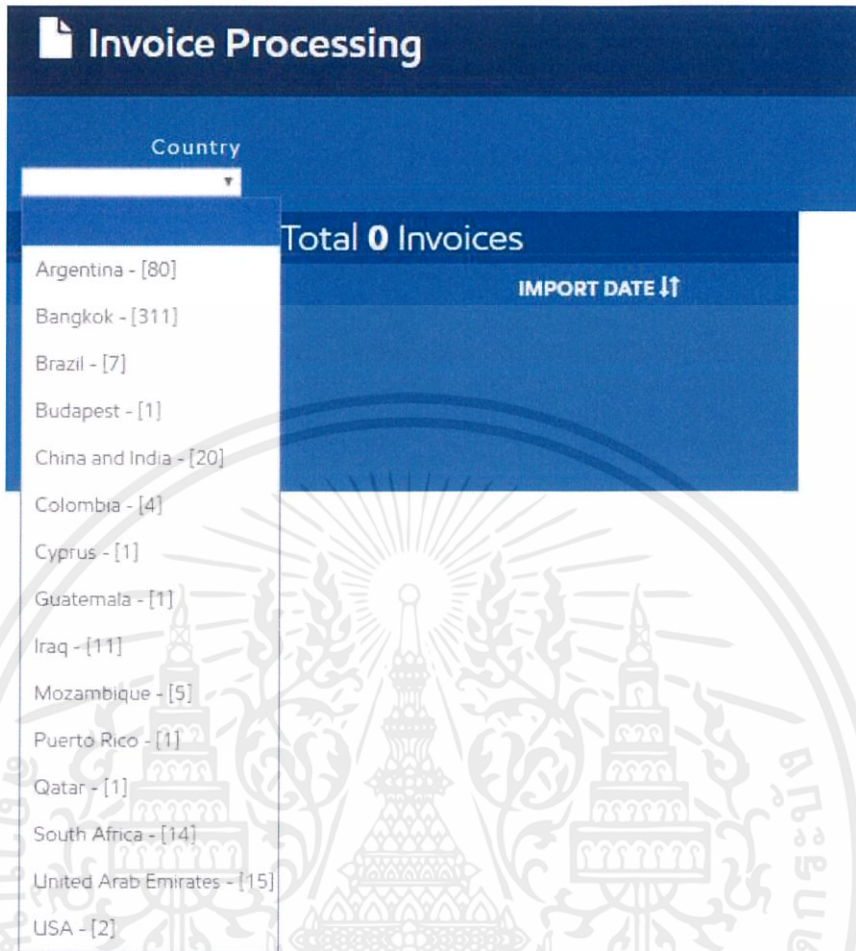 Invoice Processing
Country
Total 0 Invoices
IMPORT DATE
Argentina - [80]
Bangkok - [311]
Brazil - [7]
Budapest - [1]
China and India - [20]
Colombia - [4]
Cyprus - [1]
Guatemala - [1]
Iraq - [11]
Mozambique - [5]
Puerto Rico - [1]
Qatar - [1]
South Africa - [14]
United Arab Emirates - [15]
USA - [2]